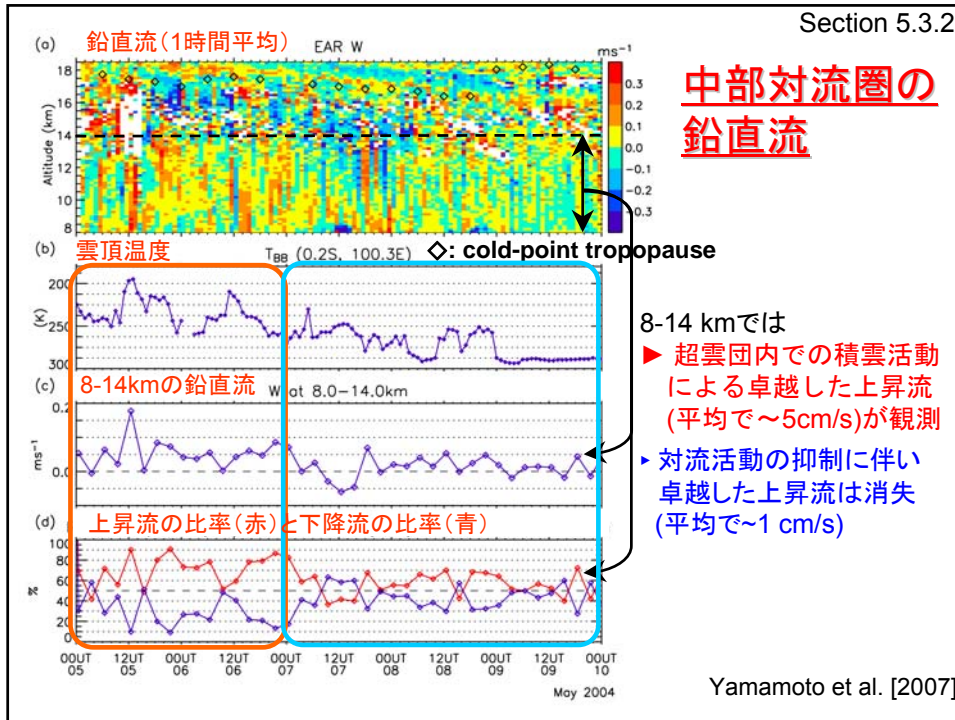 Section 5.3.2
中部対流圏の
鉛直流
(a) 鉛直流(1時間平均) EAR W
ms-1
18
16
14
12
10
8
Altitude (km)
0.3
0.2
0.1
0.0
-0.1
-0.2
-0.3
(b) 雲頂温度 TBB (0.2S, 100.3E) ◇: cold-point tropopause
200
250
300
(K)
(c) 8-14kmの鉛直流 W at 8.0-14.0km
0.2
0.0
ms-1
(d) 上昇流の比率(赤)と下降流の比率(青)
100
80
60
40
20
0
%
00UT 12UT 00UT 12UT 00UT 12UT 00UT 12UT 00UT 12UT 00UT
05 05 06 06 07 07 08 08 09 09 10
May 2004
8-14 kmでは
► 超雲団内での積雲活動
による卓越した上昇流
(平均で～5cm/s)が観測
▸ 対流活動の抑制に伴い
卓越した上昇流は消失
(平均で~1 cm/s)
Yamamoto et al. [2007]